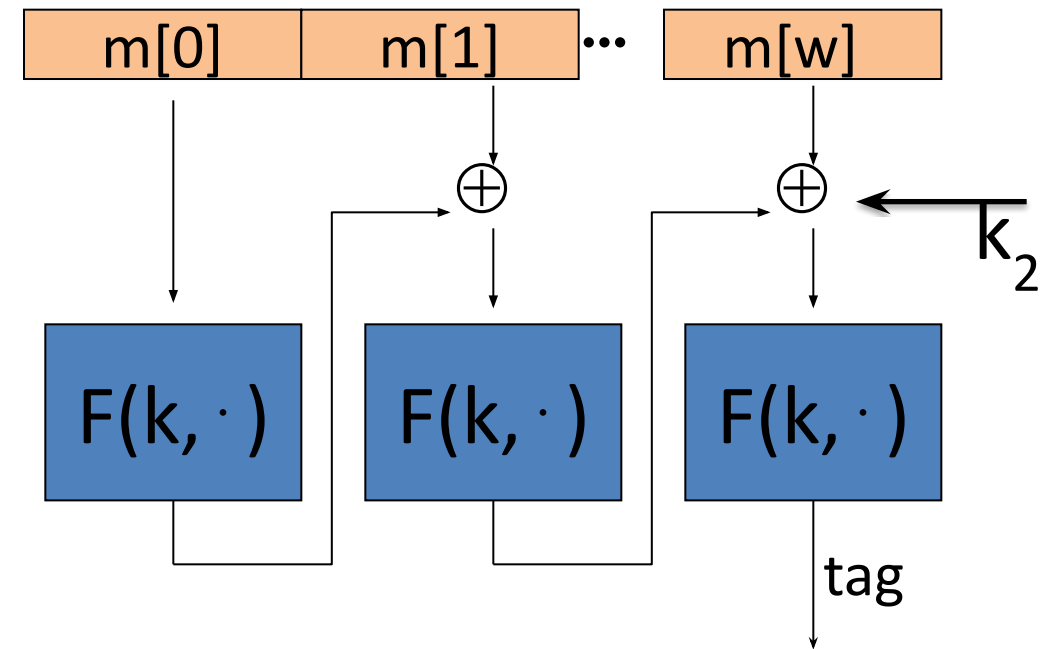 m[0] m[1] ••• m[w]
⊕ ⊕
k₂
F(k, · ) F(k, · ) F(k, · )
tag